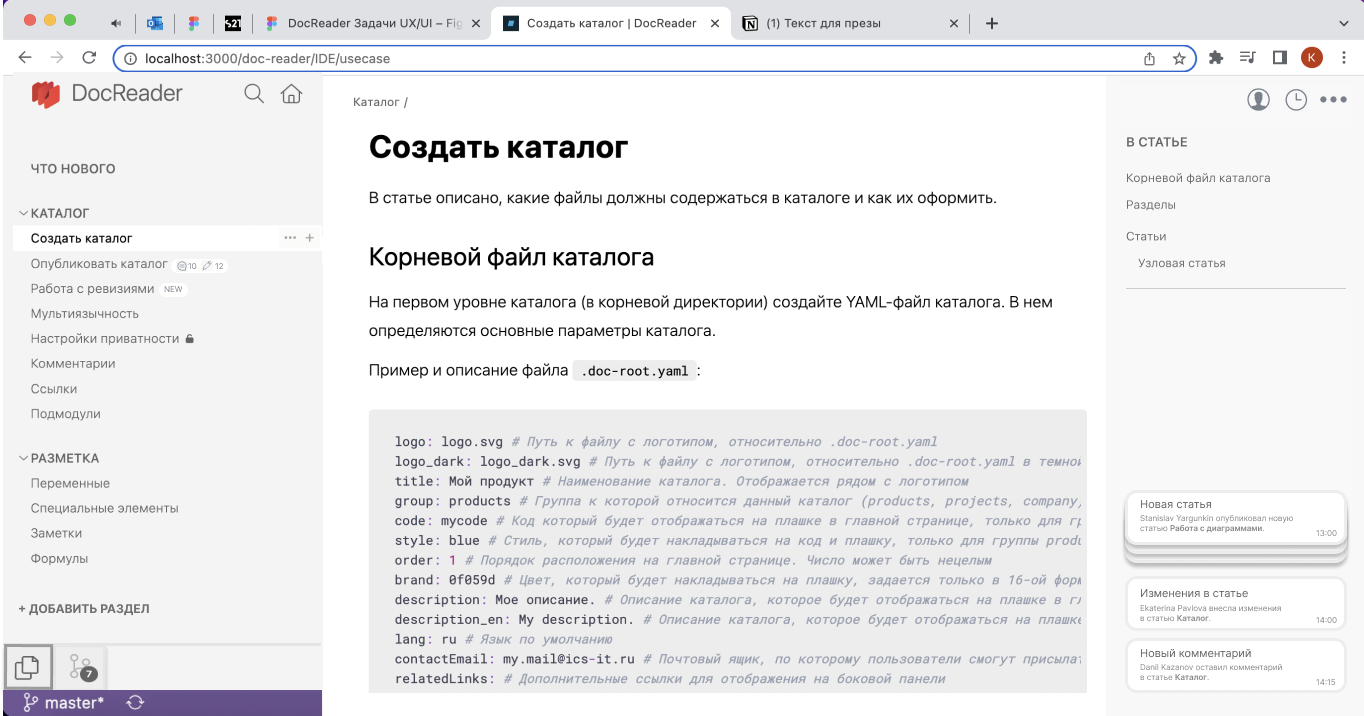 DocReader Задачи UX/UI – Fig
Создать каталог | DocReader
(1) Текст для презы
localhost:3000/doc-reader/IDE/usecase
K
DocReader
ЧТО НОВОГО
КАТАЛОГ
Создать каталог
Опубликовать каталог 10 12
Работа с ревизиями NEW
Мультиязычность
Настройки приватности
Комментарии
Ссылки
Подмодули
РАЗМЕТКА
Переменные
Специальные элементы
Заметки
Формулы
+ ДОБАВИТЬ РАЗДЕЛ
7
master*
Каталог /
Создать каталог
В статье описано, какие файлы должны содержаться в каталоге и как их оформить.
Корневой файл каталога
На первом уровне каталога (в корневой директории) создайте YAML-файл каталога. В нем
определяются основные параметры каталога.
Пример и описание файла .doc-root.yaml :
logo: logo.svg # Путь к файлу с логотипом, относительно .doc-root.yaml
logo_dark: logo_dark.svg # Путь к файлу с логотипом, относительно .doc-root.yaml в темной
title: Мой продукт # Наименование каталога. Отображается рядом с логотипом
group: products # Группа к которой относится данный каталог (products, projects, company,
code: mycode # Код который будет отображаться на плашке в главной странице, только для гр
style: blue # Стиль, который будет накладываться на код и плашку, только для группы produ
order: 1 # Порядок расположения на главной странице. Число может быть нецелым
brand: 0f059d # Цвет, который будет накладываться на плашку, задается только в 16-ой форм
description: Мое описание. # Описание каталога, которое будет отображаться на плашке в гл
description_en: My description. # Описание каталога, которое будет отображаться на плашке
lang: ru # Язык по умолчанию
contactEmail: my.mail@ics-it.ru # Почтовый ящик, по которому пользователи смогут присылат
relatedLinks: # Дополнительные ссылки для отображения на боковой панели
В СТАТЬЕ
Корневой файл каталога
Разделы
Статьи
Узловая статья
Новая статья
Stanislav Yargunkin опубликовал новую
статью Работа с диаграммами.
13:00
Изменения в статье
Ekaterina Pavlova внесла изменения
в статью Каталог.
14:00
Новый комментарий
Danil Kazanov оставил комментарий
в статье Каталог.
14:15